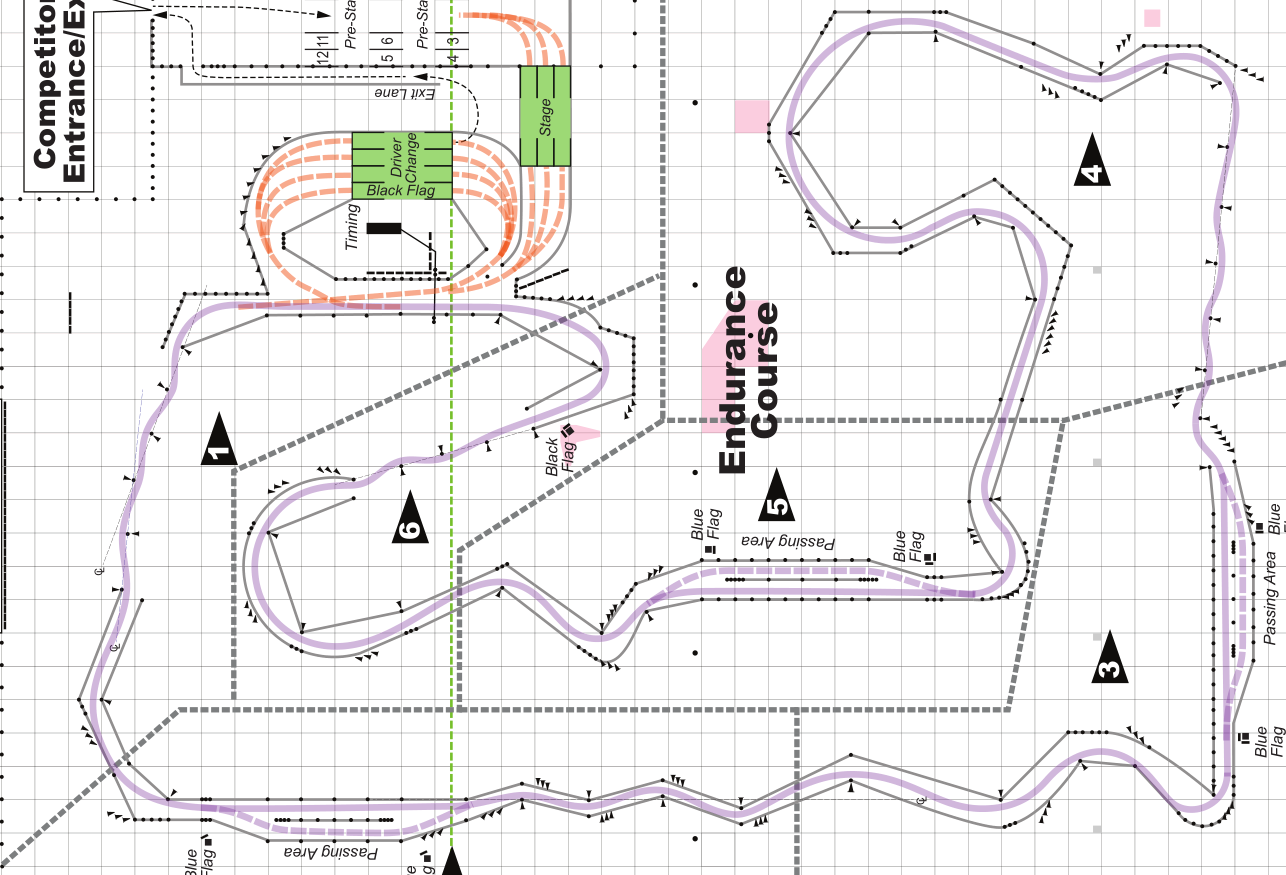 Competitor
Entrance/Ex
Pre-Sta
Pre-Sta
12 11
5 6
4 3
Exit Lane
Stage
Driver
Change
Black Flag
Timing
1
Black
Flag
6
Endurance
Course
5
4
Blue
Flag
Passing Area
Blue
Flag
3
Blue
Passing Area
Blue
Flag
Passing Area
Blue
Flag